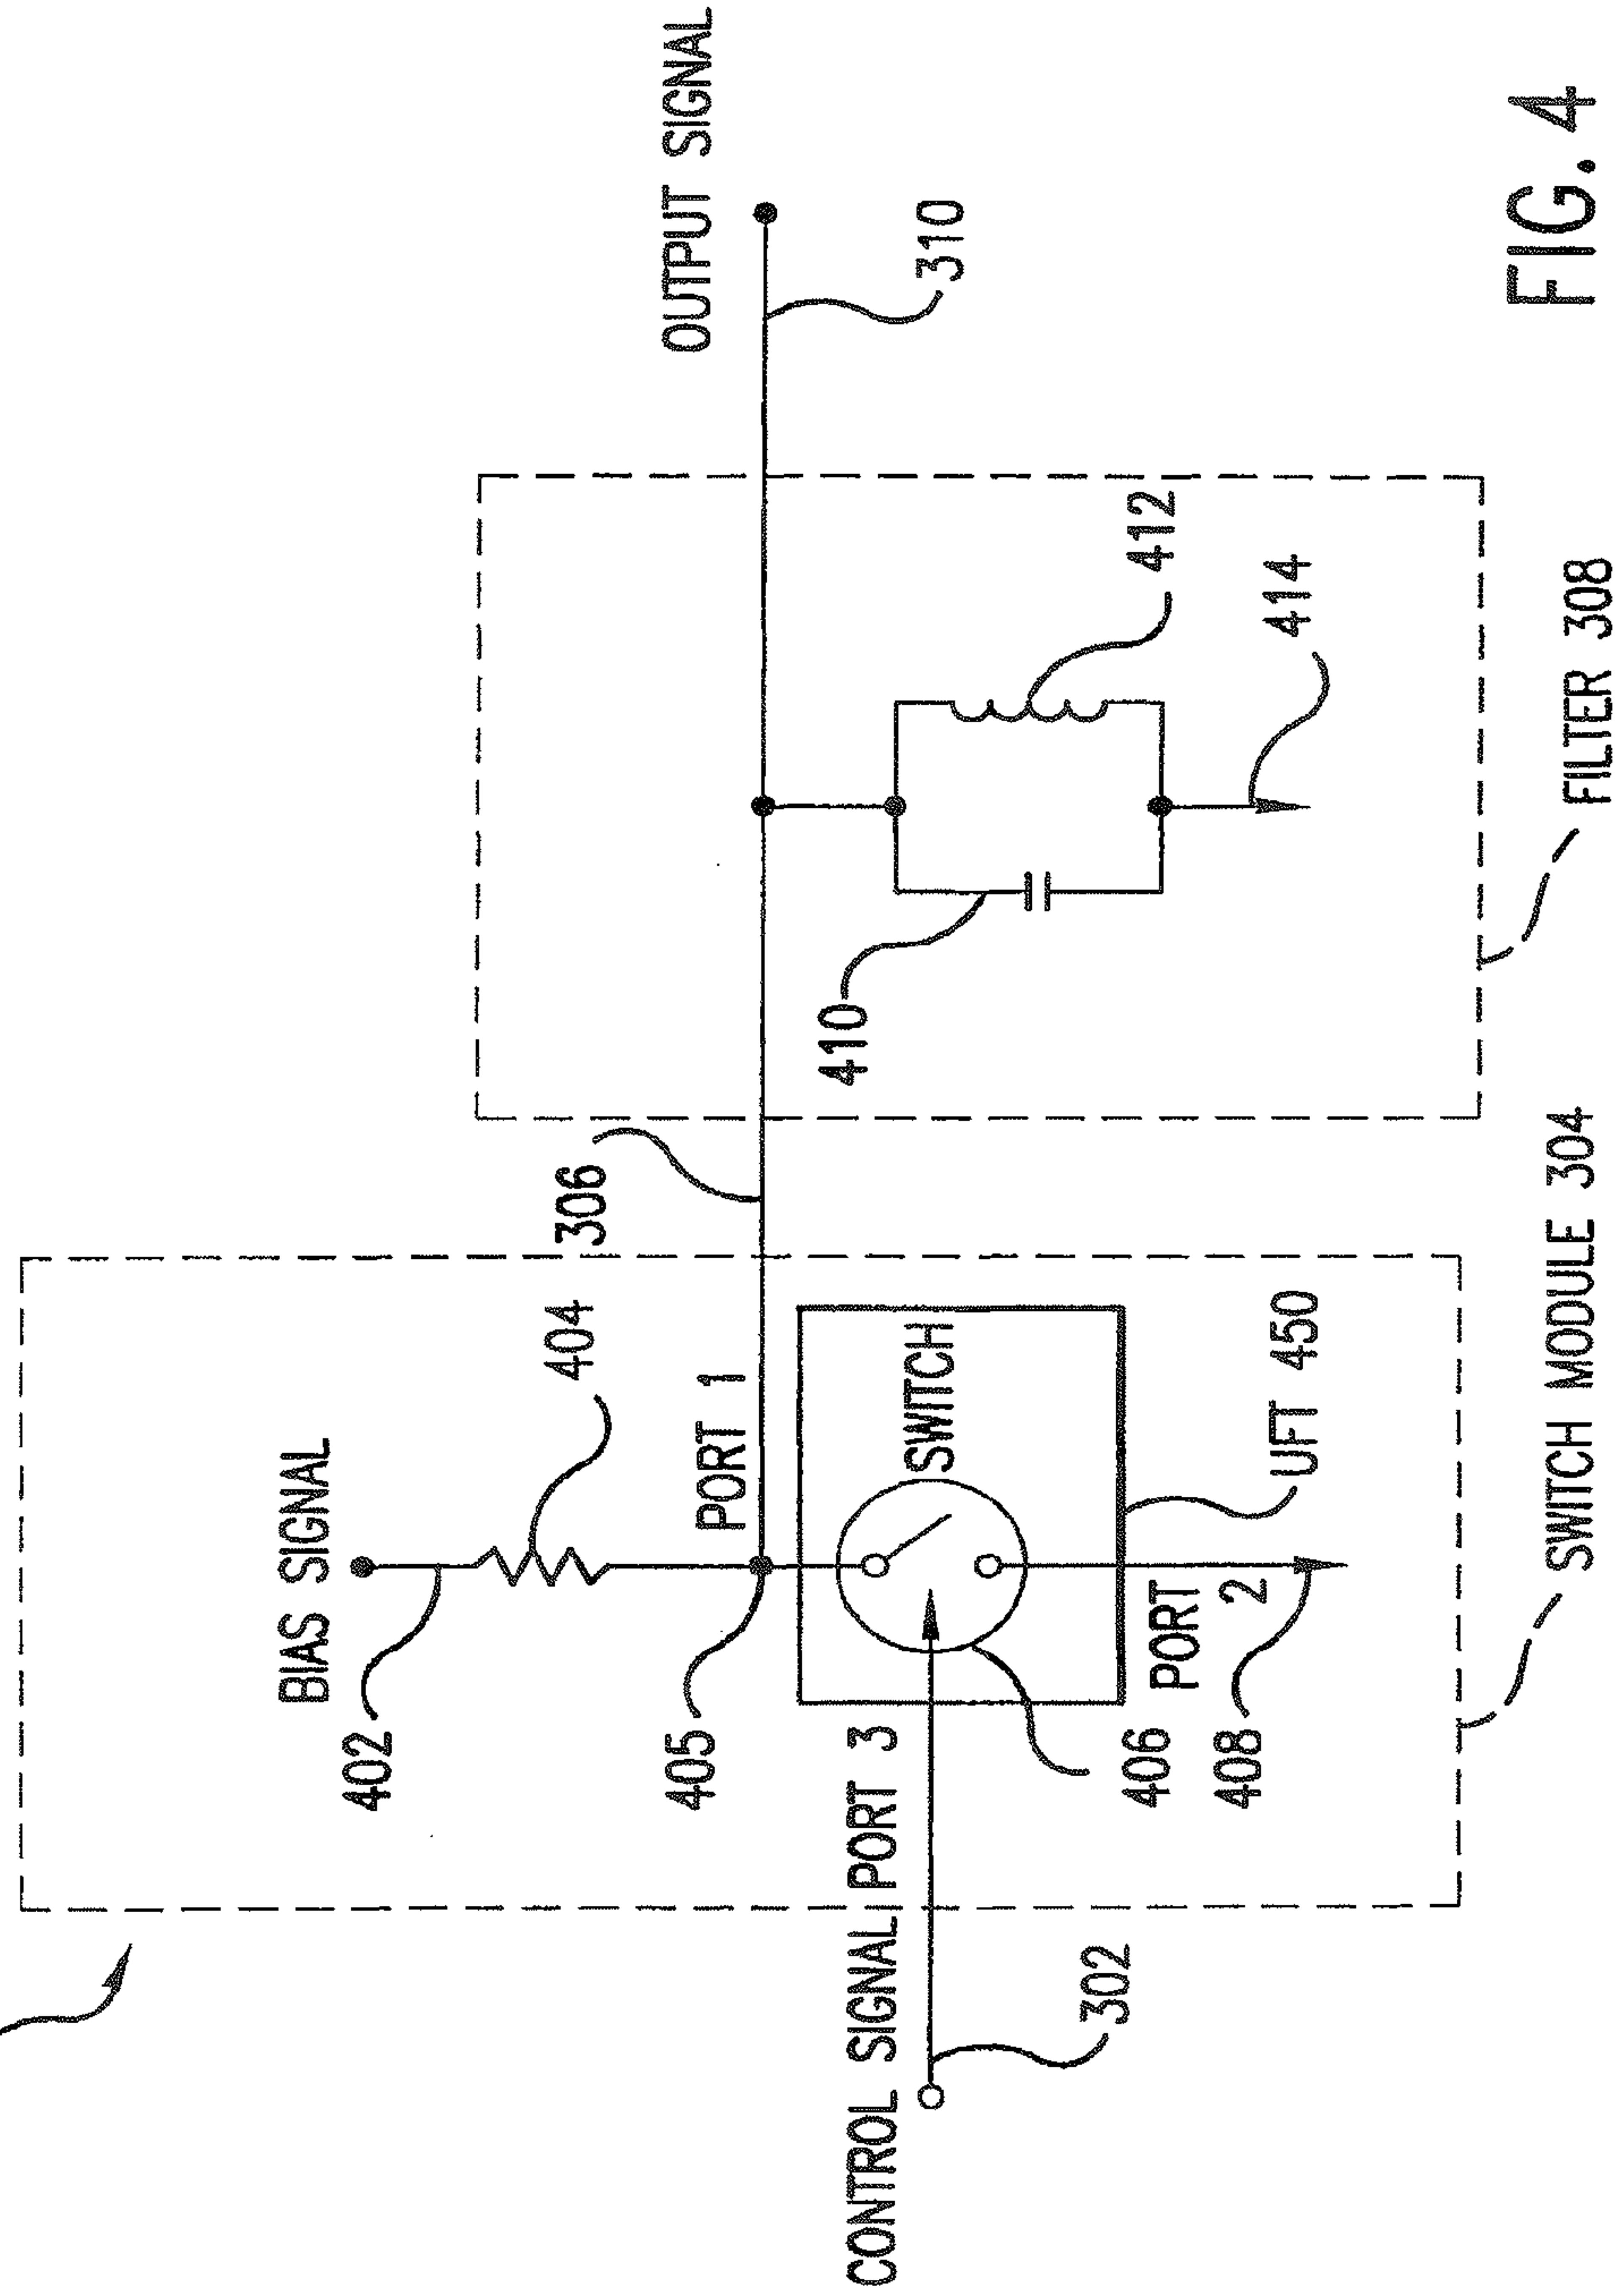 BIAS SIGNAL
402
404
OUTPUT SIGNAL
405
PORT 1
306
310
CONTROL SIGNAL
PORT 3
SWITCH
410
412
302
406
PORT
2
408
UFT 450
414
SWITCH MODULE 304
FILTER 308
FIG. 4